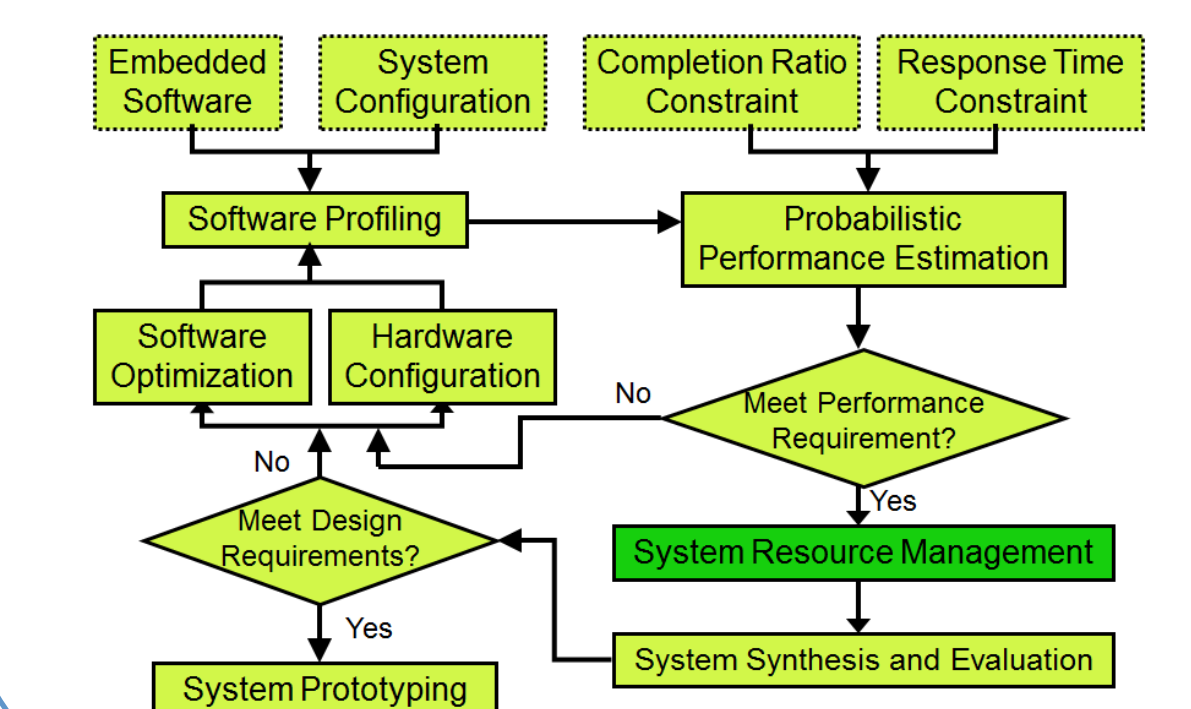 Embedded
Software
System
Configuration
Completion Ratio
Constraint
Response Time
Constraint
Software Profiling
Probabilistic
Performance Estimation
Software
Optimization
Hardware
Configuration
No
Meet Performance
Requirement?
No
Yes
Meet Design
Requirements?
System Resource Management
Yes
System Synthesis and Evaluation
System Prototyping